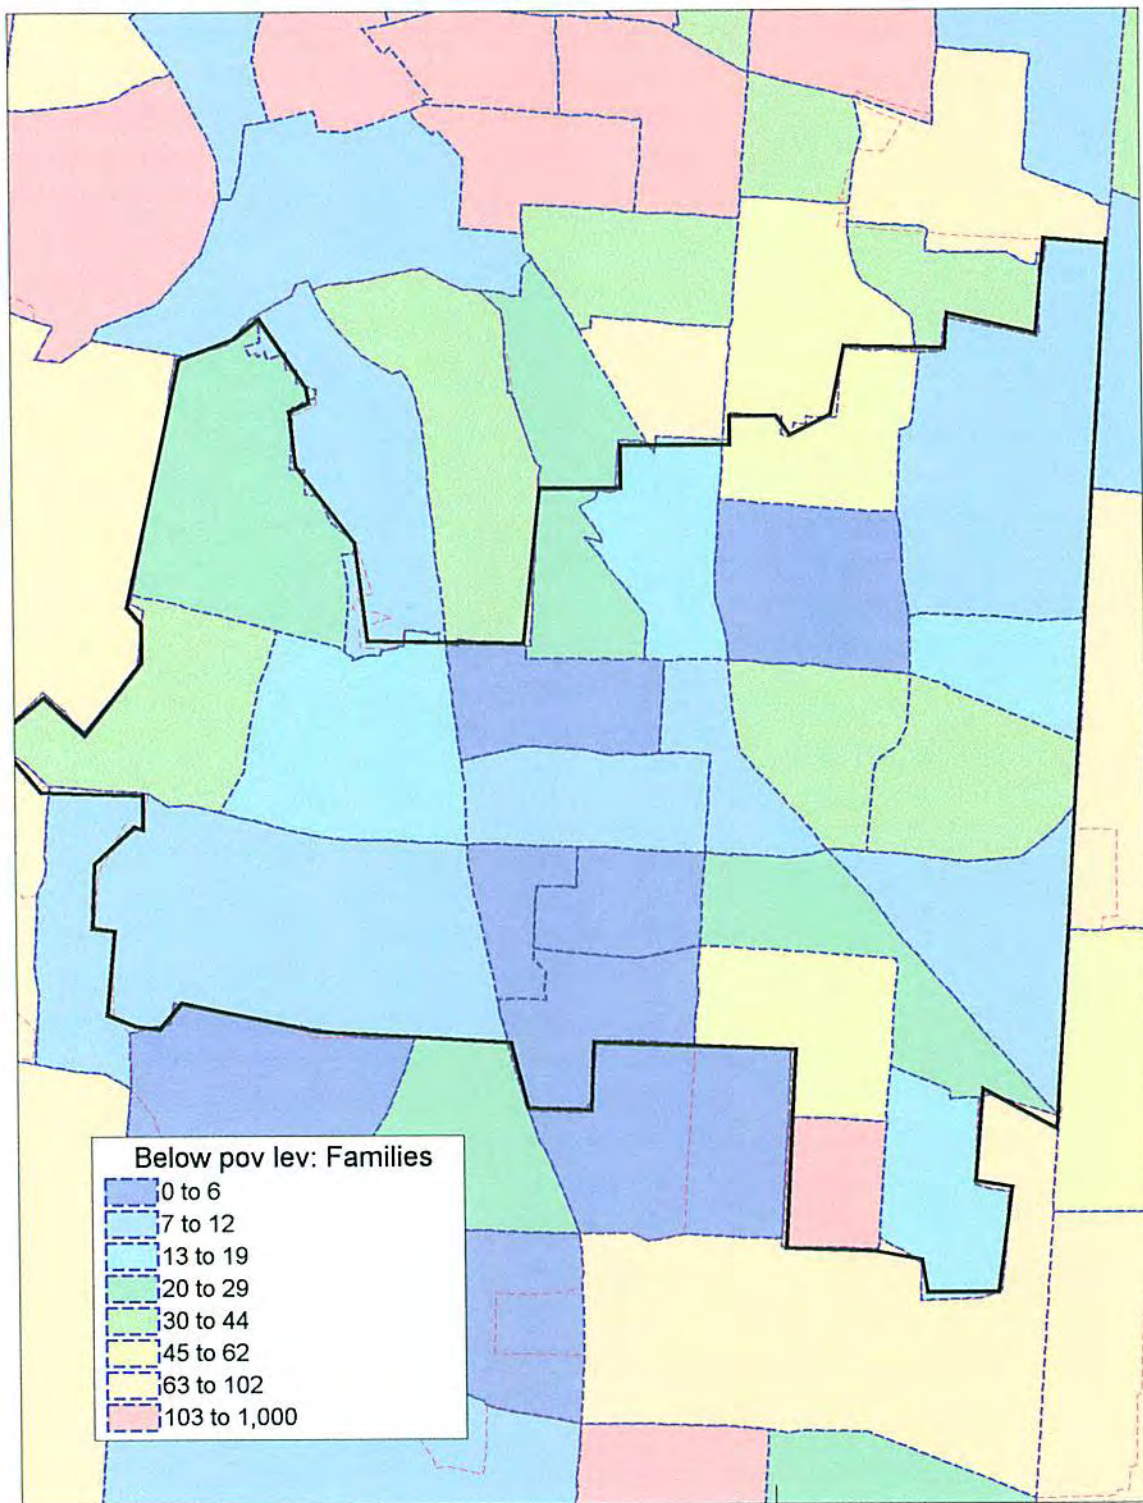 Below pov lev: Families
0 to 6
7 to 12
13 to 19
20 to 29
30 to 44
45 to 62
63 to 102
103 to 1,000